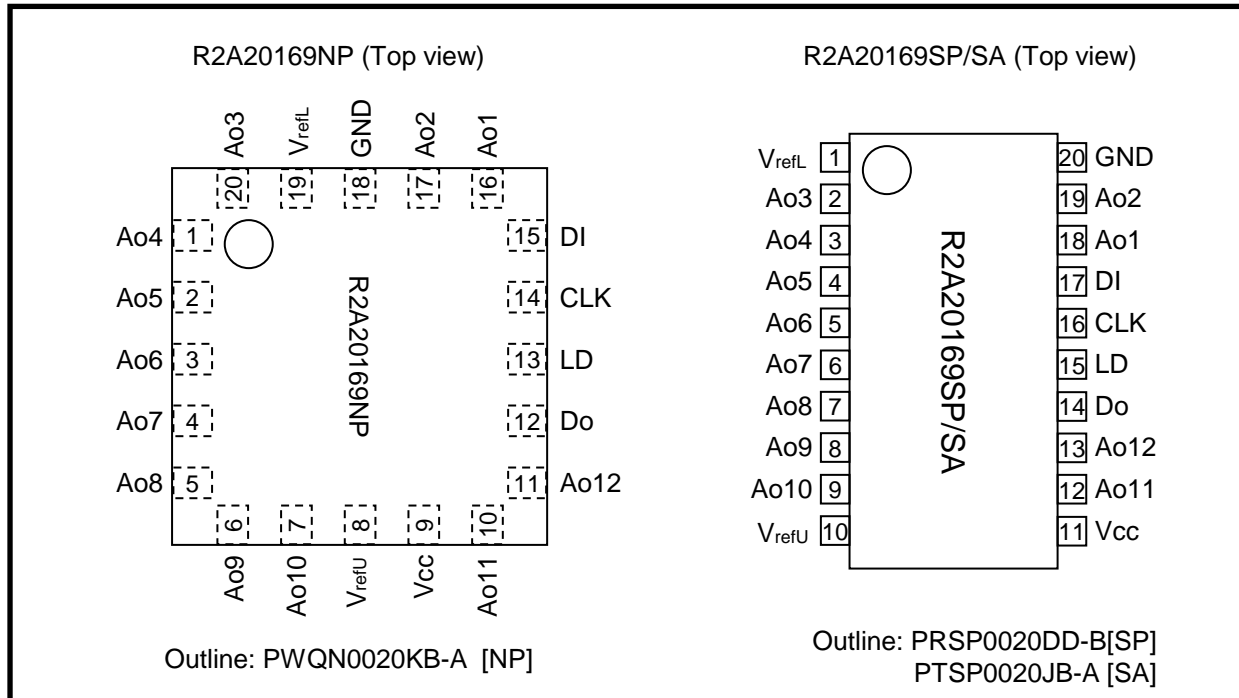 R2A20169NP (Top view)
Ao3 VrefL GND Ao2 Ao1
20 19 18 17 16
Ao4 1
Ao5 2
Ao6 3
Ao7 4
Ao8 5
15 DI
14 CLK
13 LD
12 Do
11 Ao12
R2A20169NP
6 7 8 9 10
Ao9 Ao10 VrefU Vcc Ao11
Outline: PWQN0020KB-A [NP]
R2A20169SP/SA (Top view)
VrefL 1
Ao3 2
Ao4 3
Ao5 4
Ao6 5
Ao7 6
Ao8 7
Ao9 8
Ao10 9
VrefU 10
R2A20169SP/SA
20 GND
19 Ao2
18 Ao1
17 DI
16 CLK
15 LD
14 Do
13 Ao12
12 Ao11
11 Vcc
Outline: PRSP0020DD-B[SP]
PTSP0020JB-A [SA]